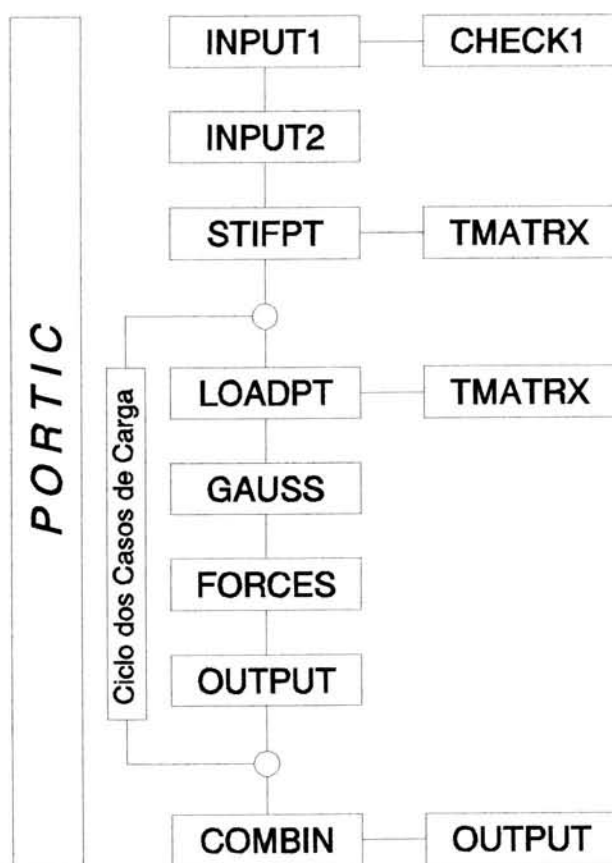 PORTIC
INPUT1
CHECK1
INPUT2
STIFPT
TMATRX
Ciclo dos Casos de Carga
LOADPT
TMATRX
GAUSS
FORCES
OUTPUT
COMBIN
OUTPUT